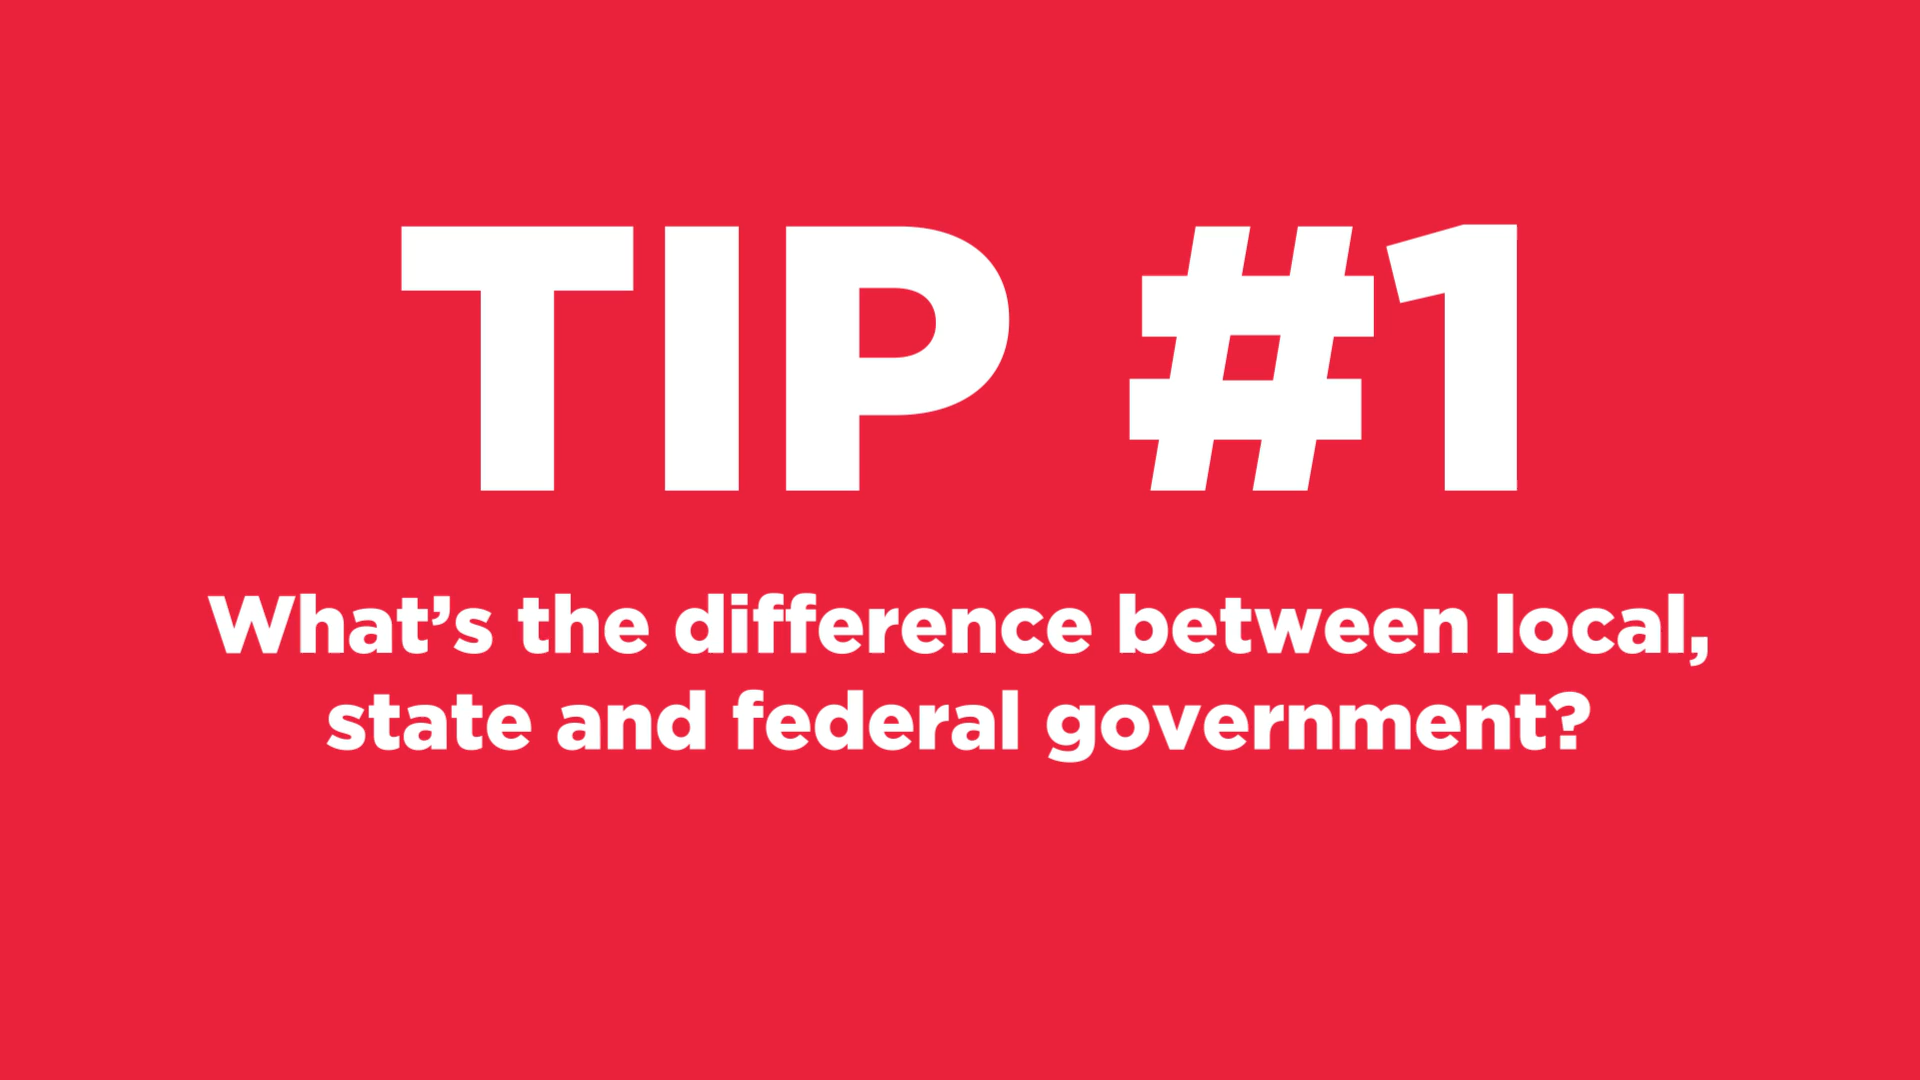 TIP #1
What’s the difference between local,
state and federal government?